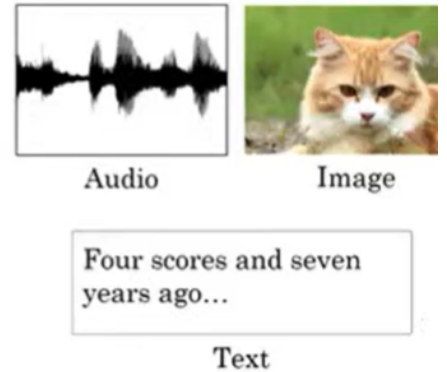 Audio
Image
Four scores and seven
years ago...
Text